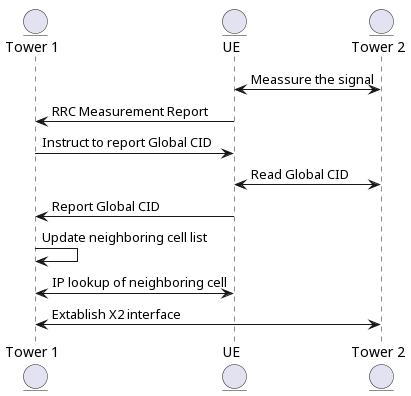 Tower 1 UE Tower 2
Meassure the signal
RRC Measurement Report
Instruct to report Global CID
Read Global CID
Report Global CID
Update neighboring cell list
IP lookup of neighboring cell
Extablish X2 interface
Tower 1 UE Tower 2